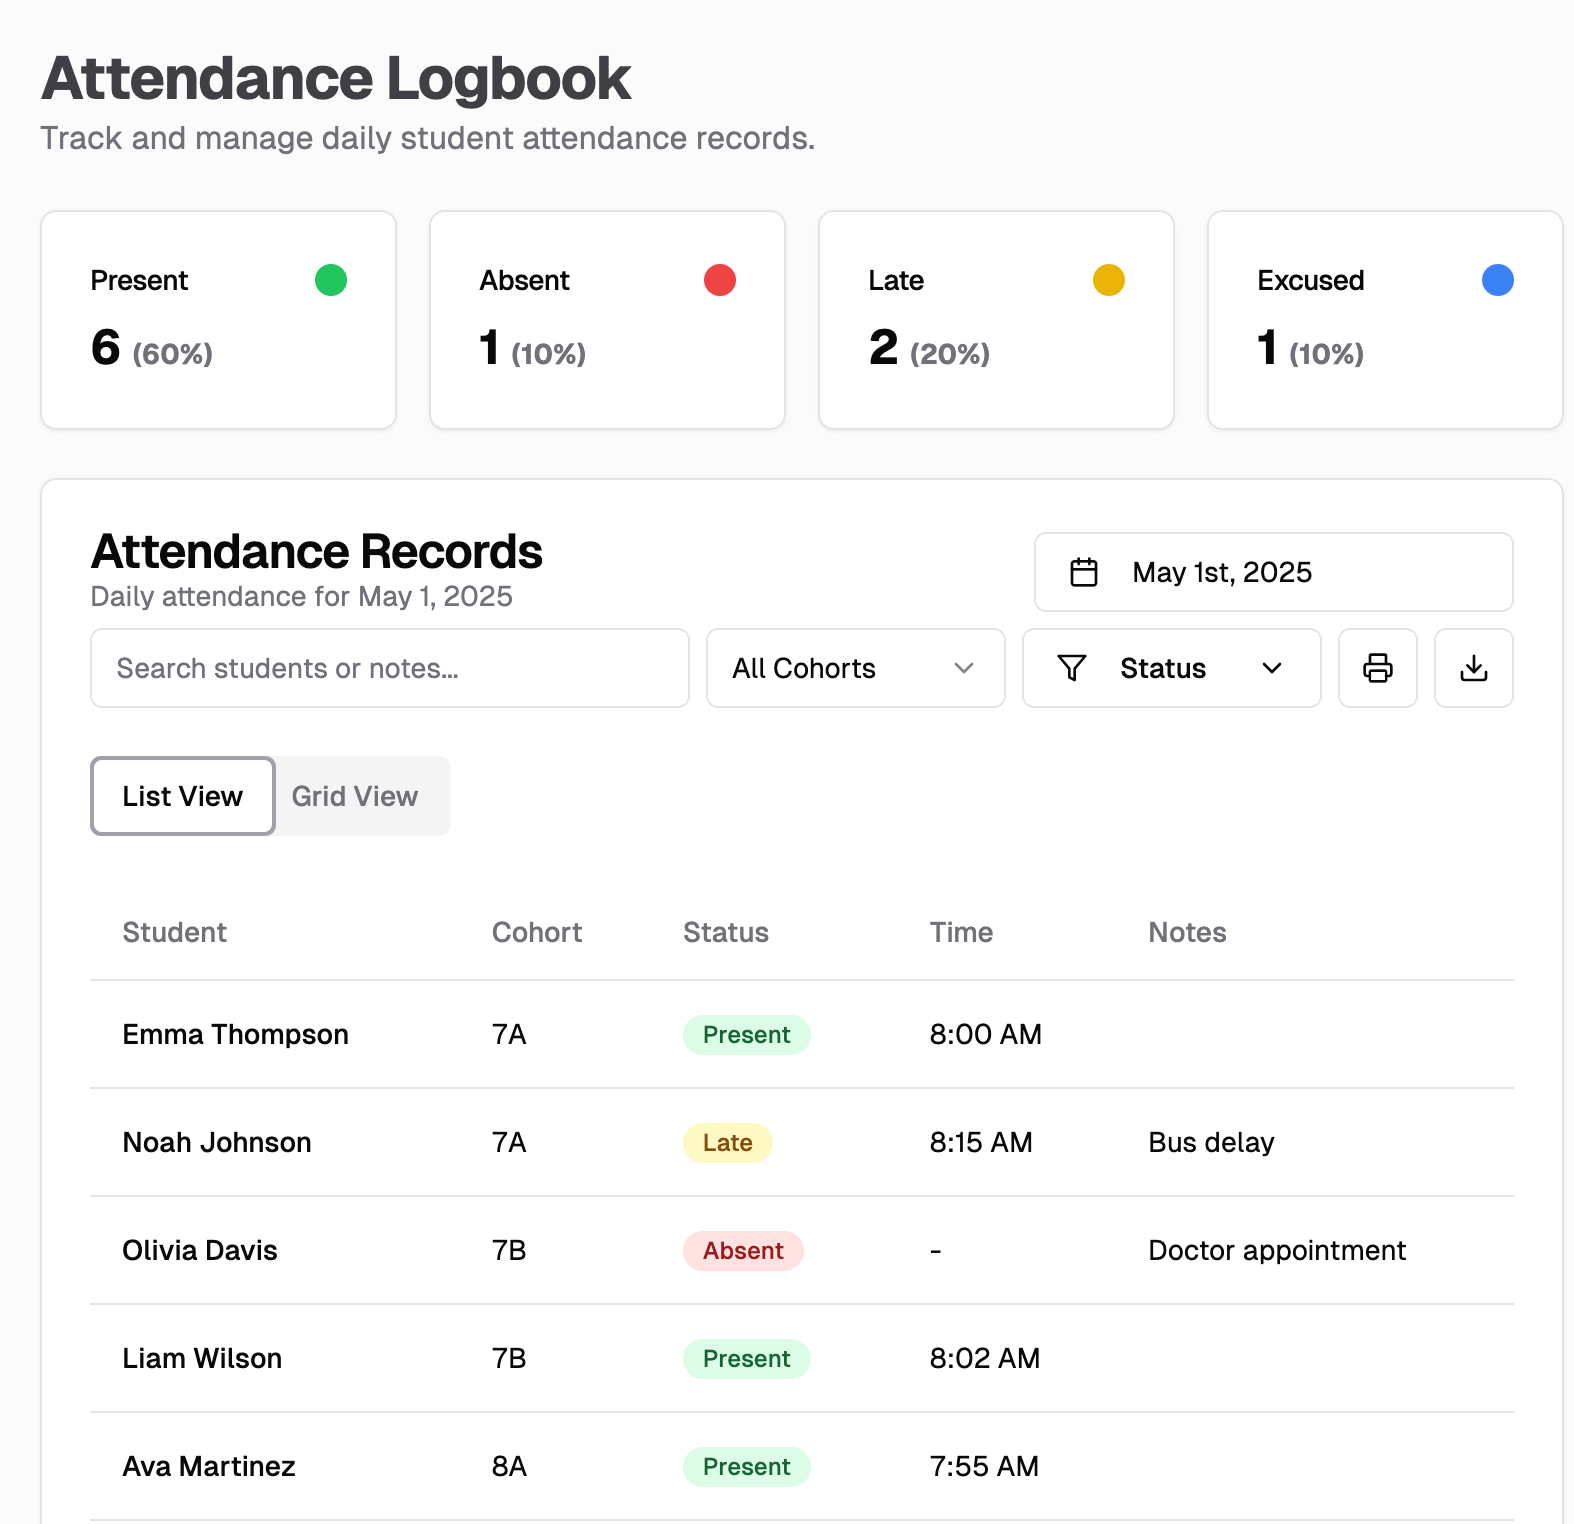 Attendance Logbook
Track and manage daily student attendance records.
Present
6 (60%)
Absent
1 (10%)
Late
2 (20%)
Excused
1 (10%)
Attendance Records
Daily attendance for May 1, 2025
May 1st, 2025
Search students or notes...
All Cohorts
Status
List View
Grid View
Student Cohort Status Time Notes
Emma Thompson 7A Present 8:00 AM
Noah Johnson 7A Late 8:15 AM Bus delay
Olivia Davis 7B Absent - Doctor appointment
Liam Wilson 7B Present 8:02 AM
Ava Martinez 8A Present 7:55 AM